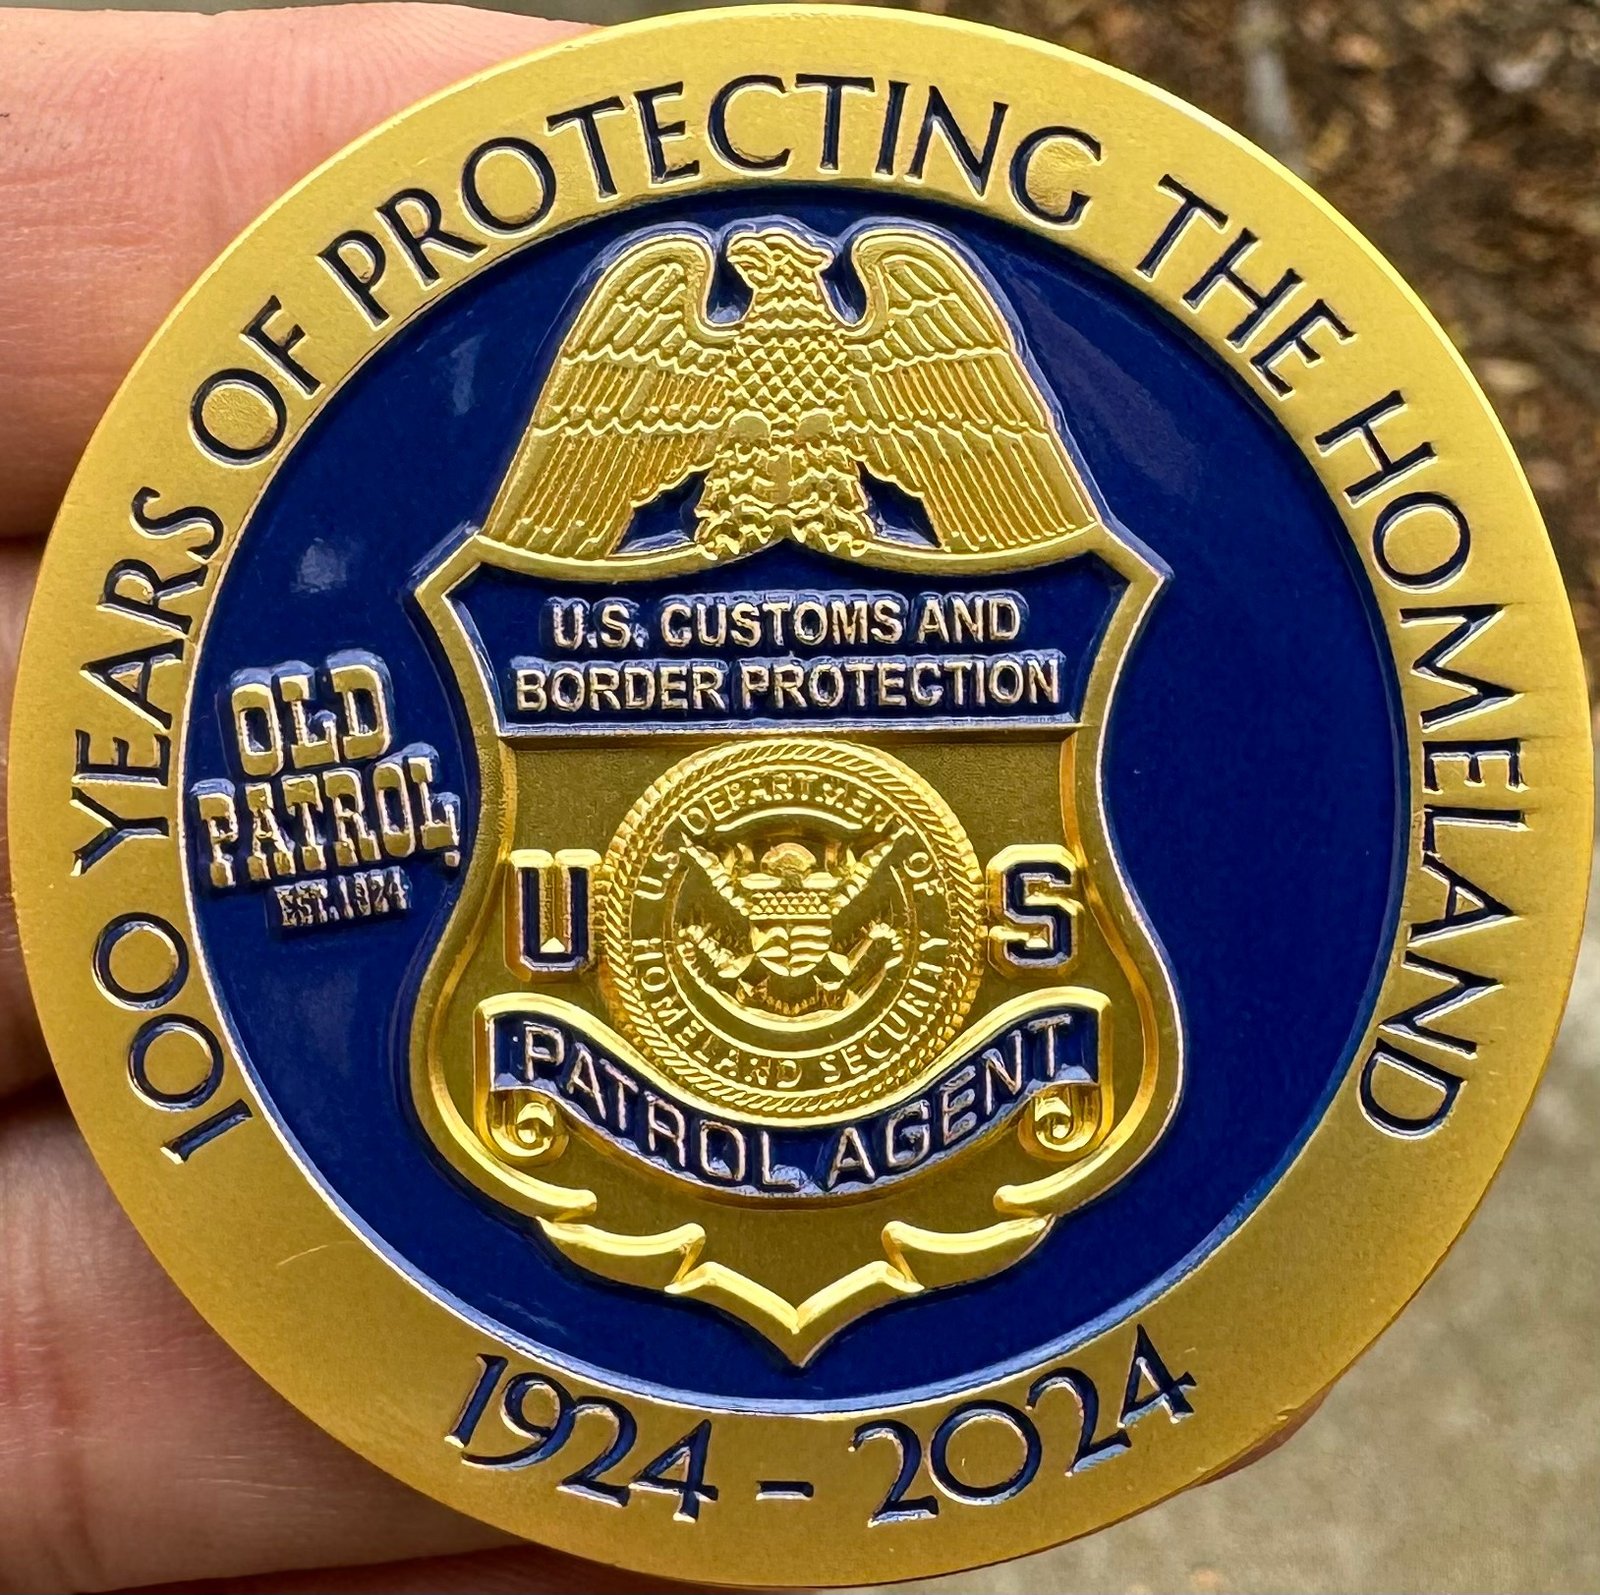 100 YEARS OF PROTECTING THE HOMELAND
OLD
PATROL
EST. 1924
U.S. CUSTOMS AND
BORDER PROTECTION
U.S. DEPARTMENT OF
HOMELAND SECURITY
U S
PATROL AGENT
1924 - 2024